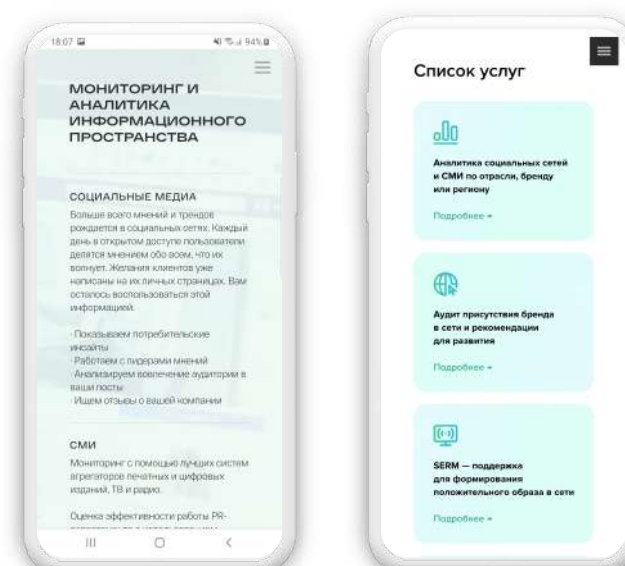 18:07
94%
МОНИТОРИНГ И
АНАЛИТИКА
ИНФОРМАЦИОННОГО
ПРОСТРАНСТВА
СОЦИАЛЬНЫЕ МЕДИА
Больше всего мнений и трендов
рождается в социальных сетях. Каждый
день в открытом доступе пользователи
делятся мнением обо всем, что их
волнует. Желания клиентов уже
написаны на их личных страницах. Вам
осталось воспользоваться этой
информацией.
· Показываем потребительские
инсайты
· Работаем с лидерами мнений
· Анализируем вовлечение аудитории в
ваши посты
· Ищем отзывы о вашей компании
СМИ
Мониторинг с помощью лучших систем
агрегаторов печатных и цифровых
изданий, ТВ и радио.
Оценка эффективности работы PR-
Список услуг
Аналитика социальных сетей
и СМИ по отрасли, бренду
или региону
Подробнее →
Аудит присутствия бренда
в сети и рекомендации
для развития
Подробнее →
SERM — поддержка
для формирования
положительного образа в сети
Подробнее →